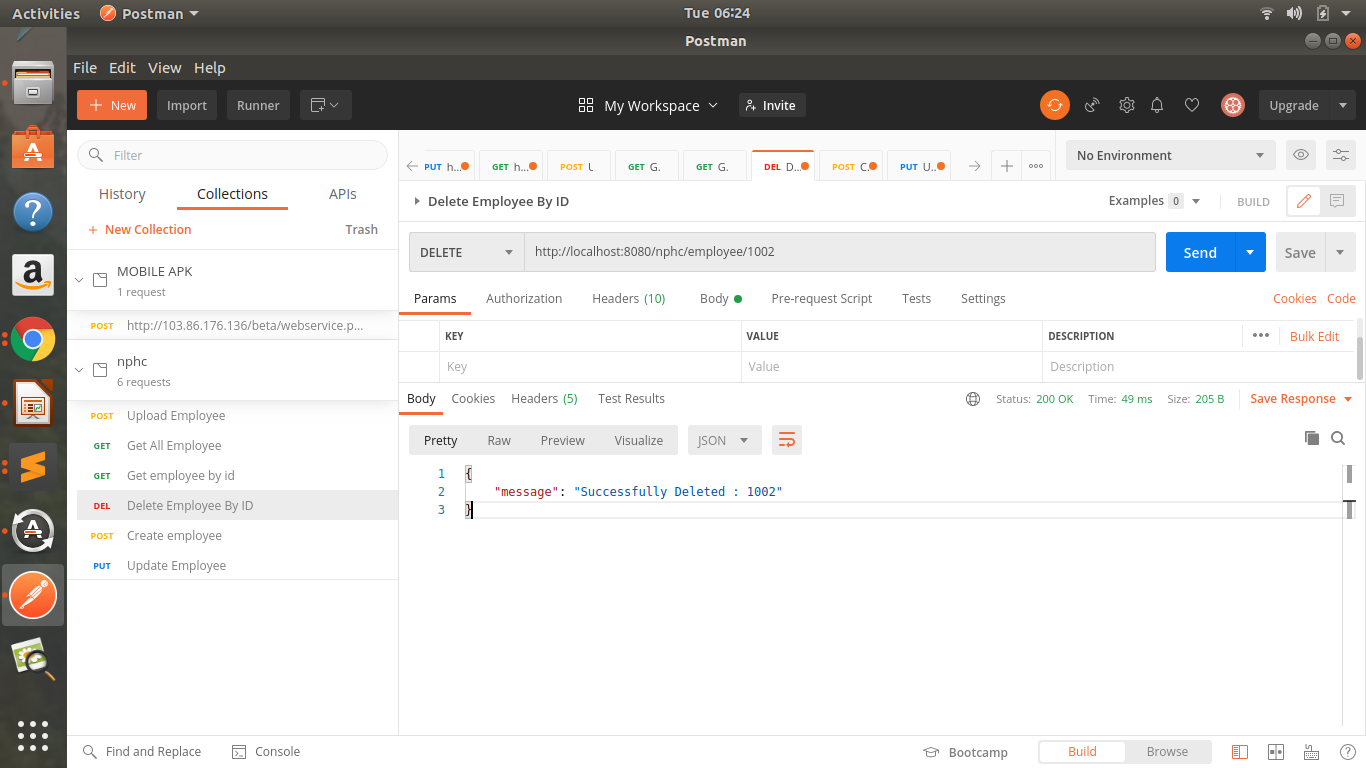 Activities Postman Tue 06:24
Postman
File Edit View Help
New Import Runner My Workspace Invite Upgrade
Filter
History Collections APIs
+ New Collection Trash
MOBILE APK
1 request
POST http://103.86.176.136/beta/webservice.p...
nphc
6 requests
POST Upload Employee
GET Get All Employee
GET Get employee by id
DEL Delete Employee By ID
POST Create employee
PUT Update Employee
PUT h... GET h... POST U GET G. GET G. DEL D... POST C. PUT U..
No Environment
Delete Employee By ID Examples 0 BUILD
DELETE http://localhost:8080/nphc/employee/1002 Send Save
Params Authorization Headers (10) Body Pre-request Script Tests Settings Cookies Code
KEY VALUE DESCRIPTION ••• Bulk Edit
Key Value Description
Body Cookies Headers (5) Test Results Status: 200 OK Time: 49 ms Size: 205 B Save Response
Pretty Raw Preview Visualize JSON
1 {
2 "message": "Successfully Deleted : 1002"
3 }
Find and Replace Console Bootcamp Build Browse